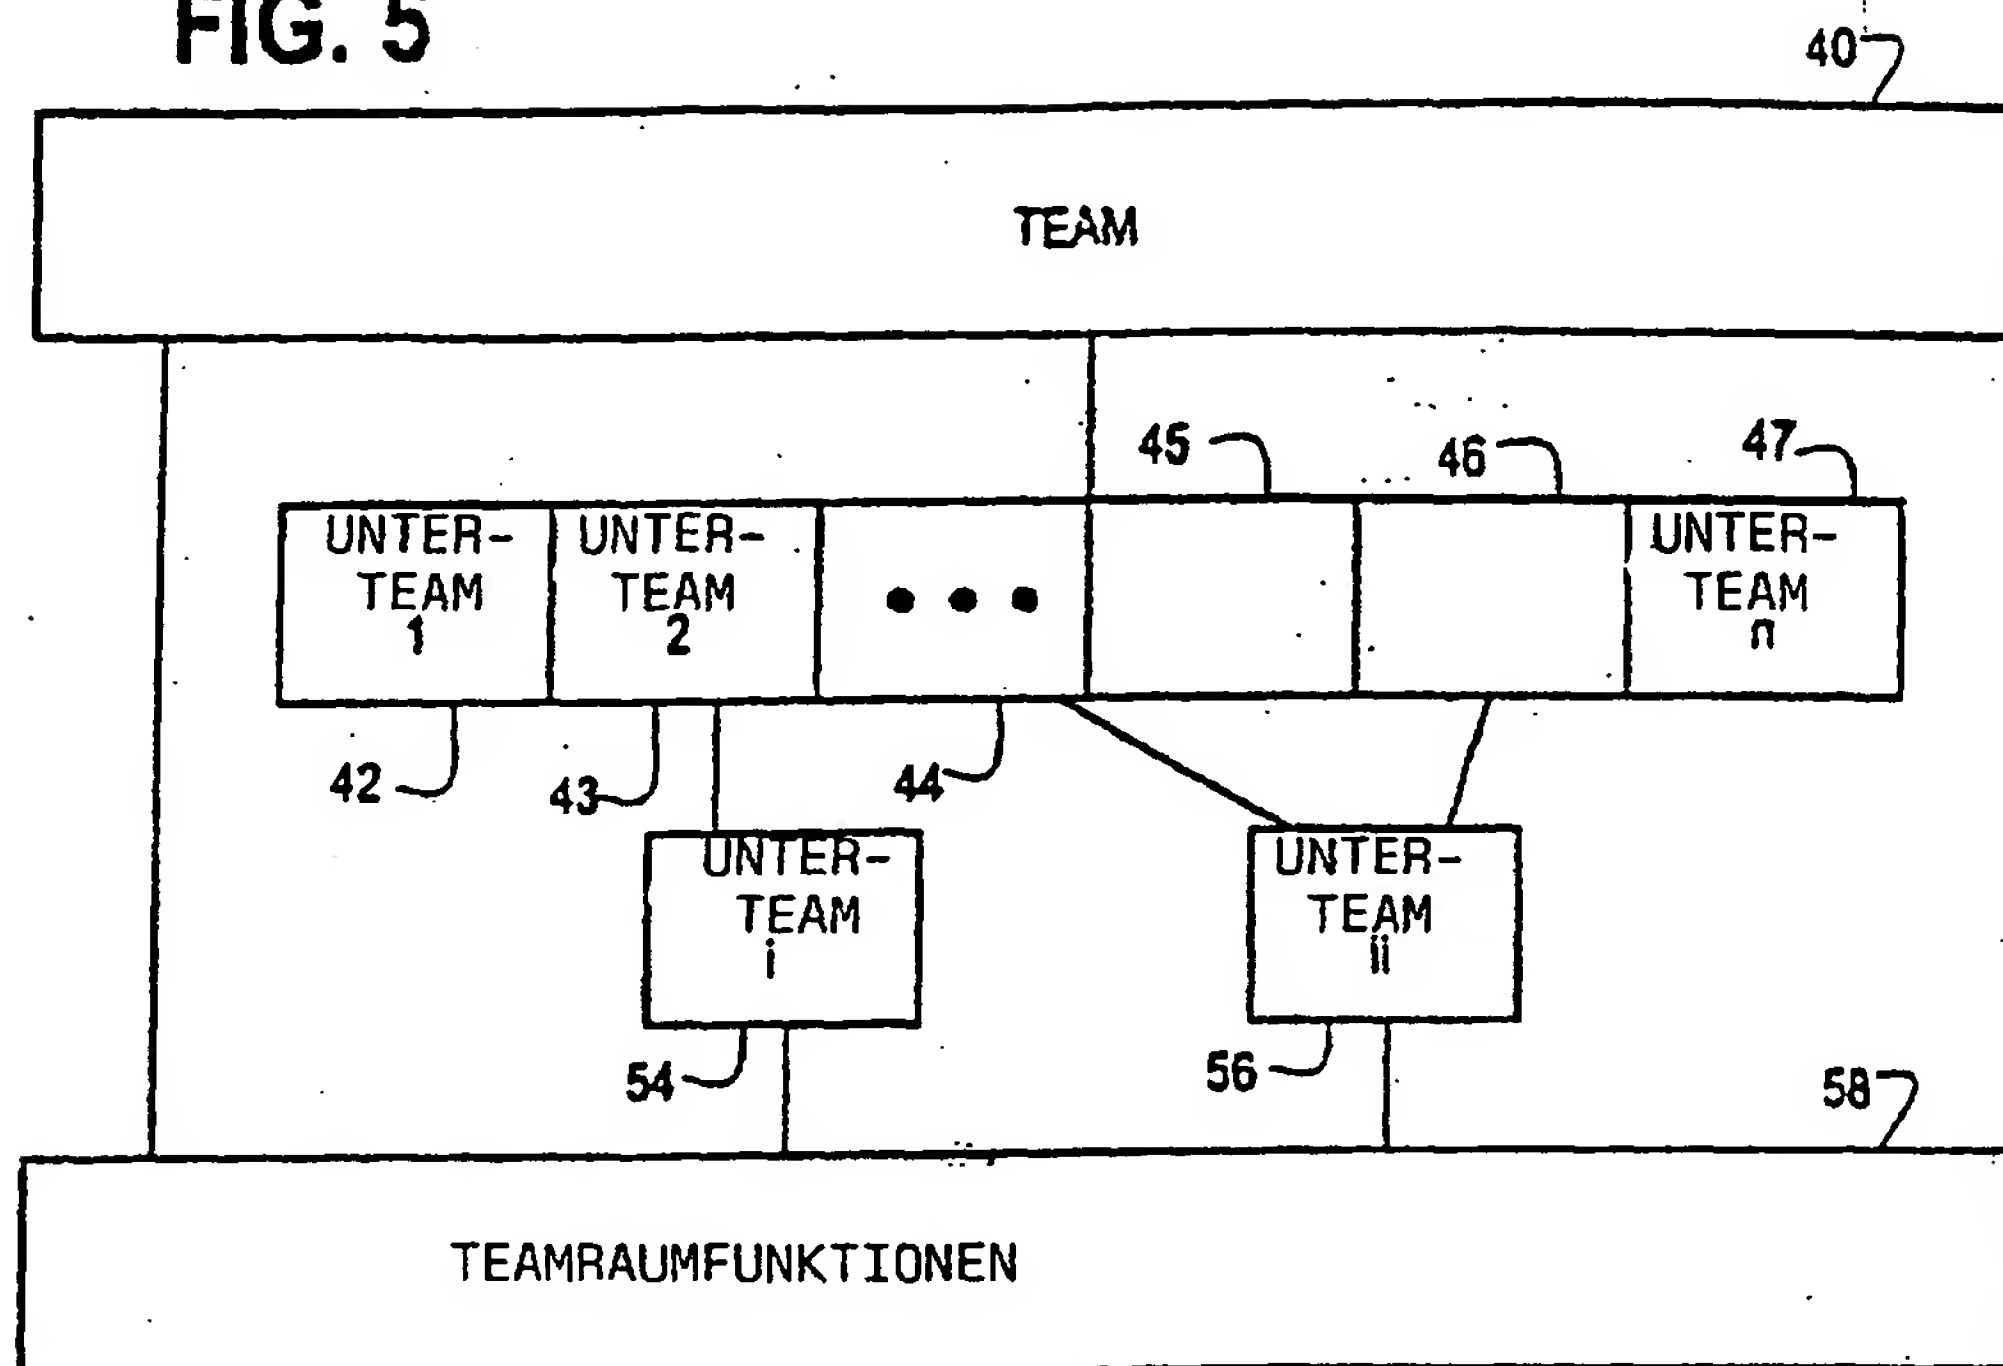 FIG. 5
40
TEAM
45
46
47
UNTER-
TEAM
1
UNTER-
TEAM
2
UNTER-
TEAM
n
42
43
44
UNTER-
TEAM
i
UNTER-
TEAM
ii
54
56
58
TEAMRAUMFUNKTIONEN